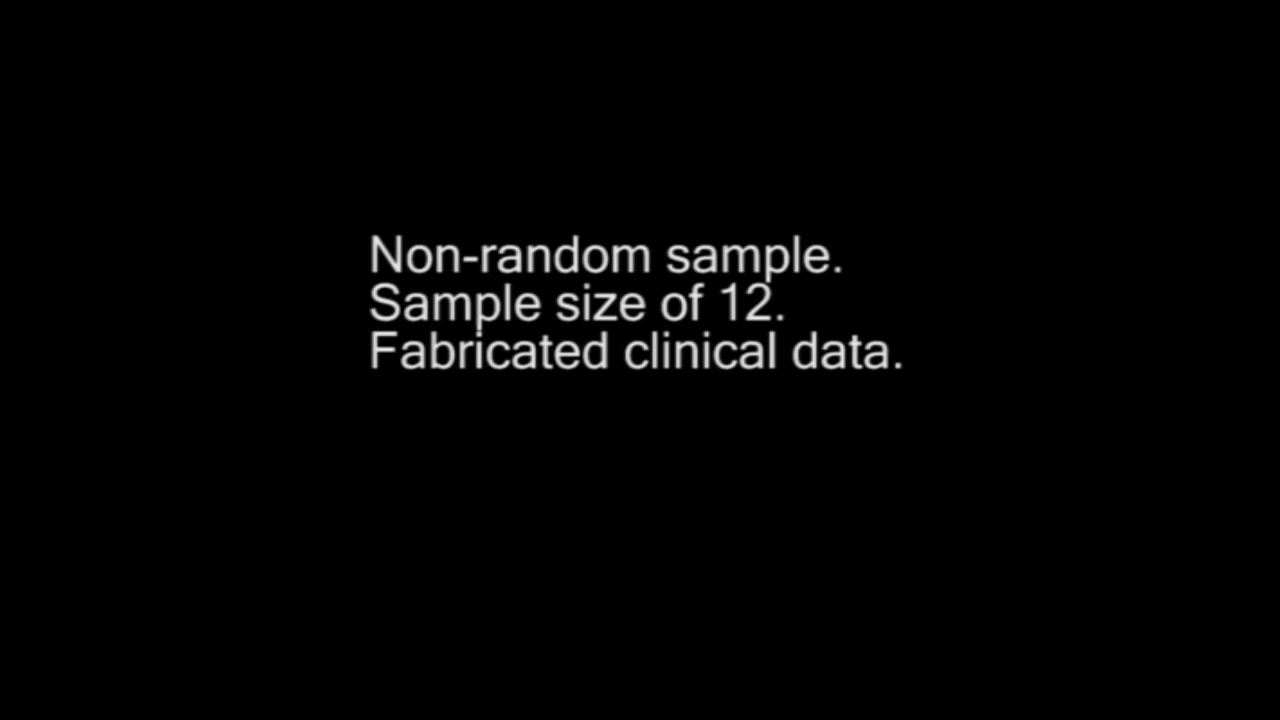 Non-random sample.
Sample size of 12.
Fabricated clinical data.